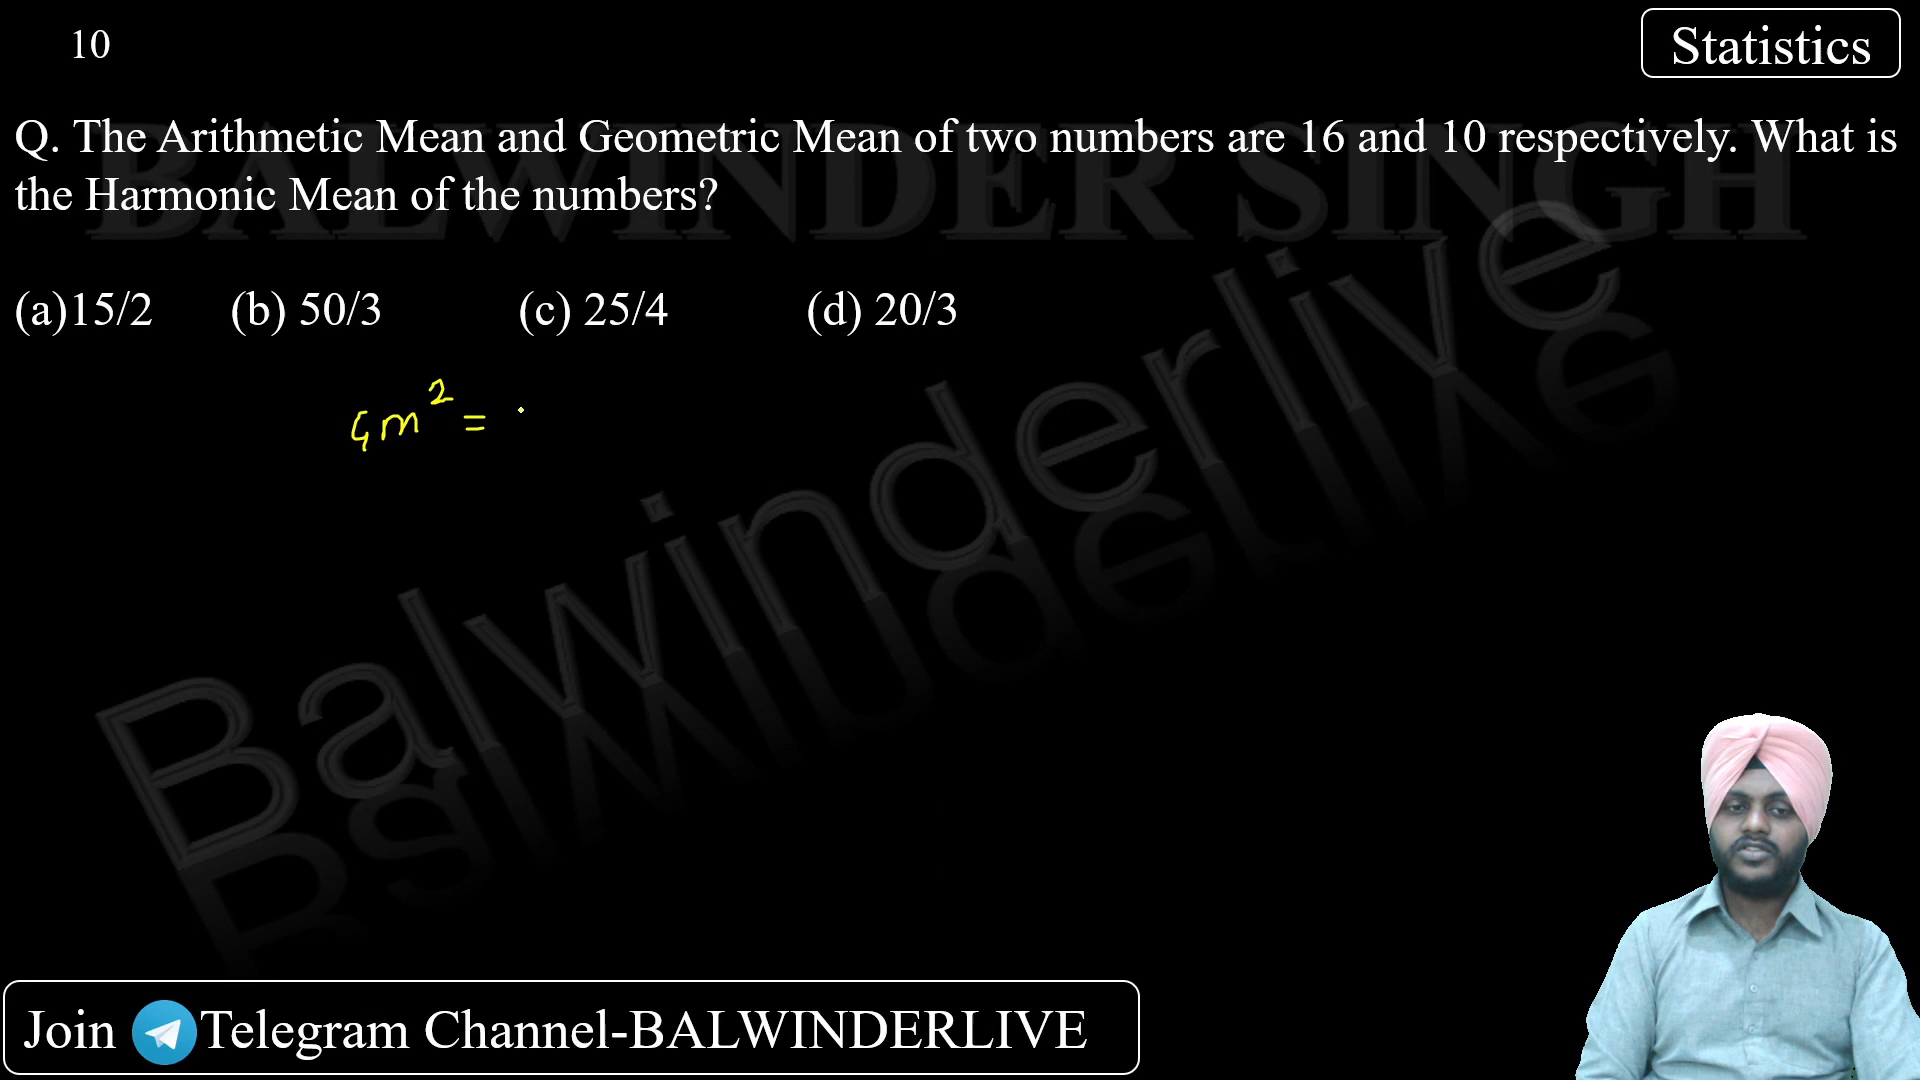 10
Statistics
BALWINDER SINGH
Q. The Arithmetic Mean and Geometric Mean of two numbers are 16 and 10 respectively. What is
the Harmonic Mean of the numbers?
(a)15/2 (b) 50/3 (c) 25/4 (d) 20/3
Gm² =
Balwinderlive
Join Telegram Channel-BALWINDERLIVE